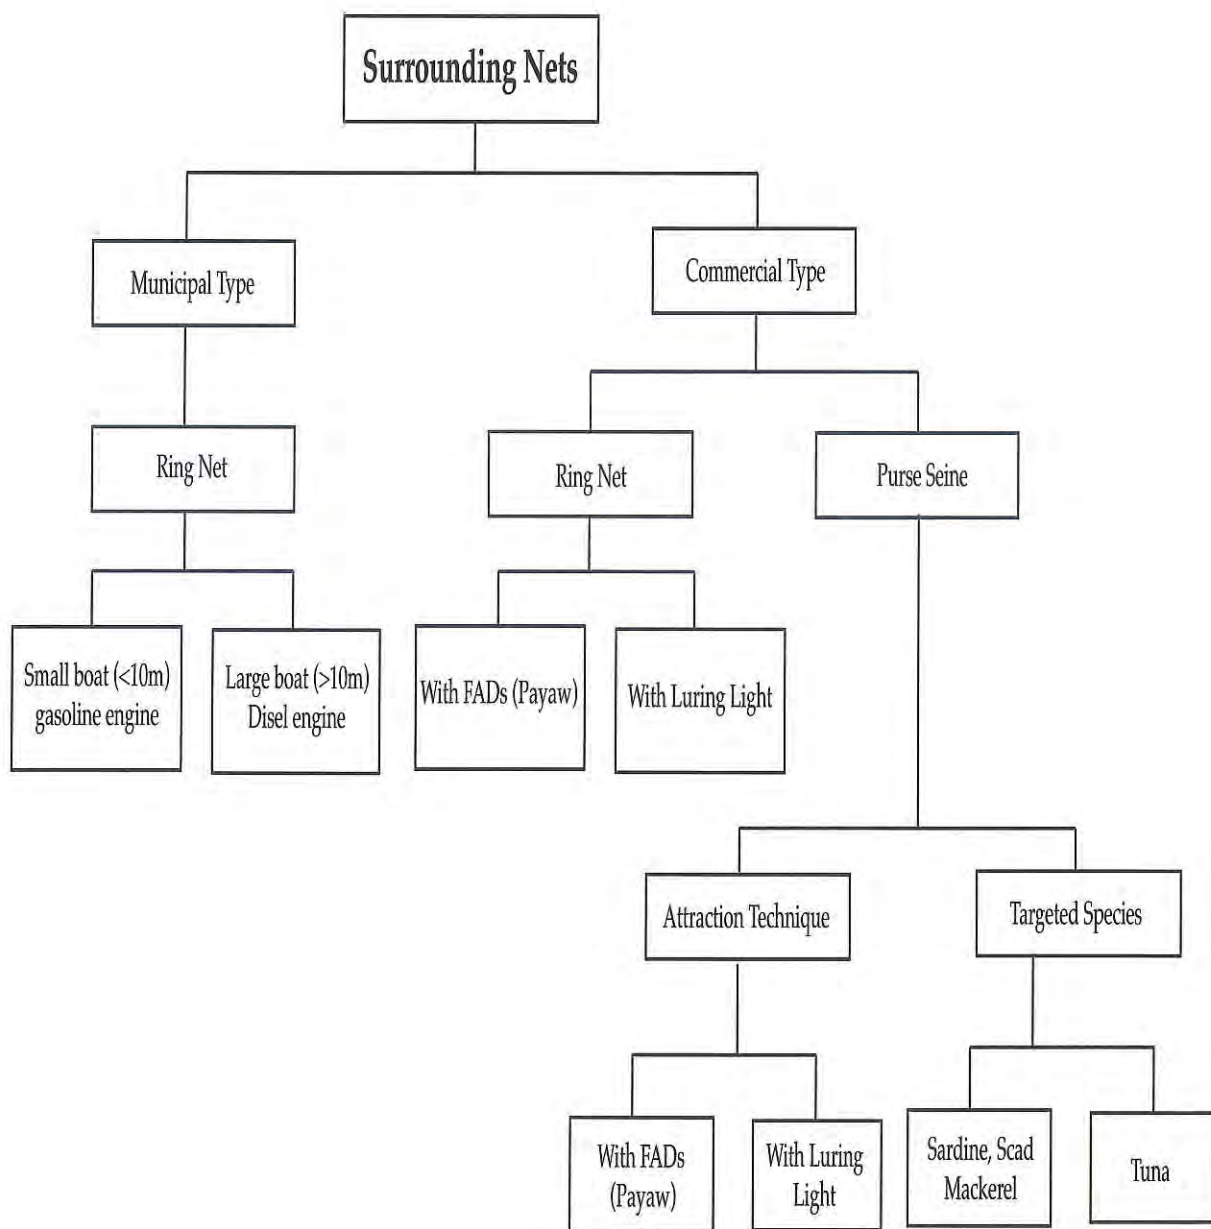 Surrounding Nets
Municipal Type
Commercial Type
Ring Net
Ring Net
Purse Seine
Small boat (<10m)
gasoline engine
Large boat (>10m)
Disel engine
With FADs (Payaw)
With Luring Light
Attraction Technique
Targeted Species
With FADs
(Payaw)
With Luring
Light
Sardine, Scad
Mackerel
Tuna